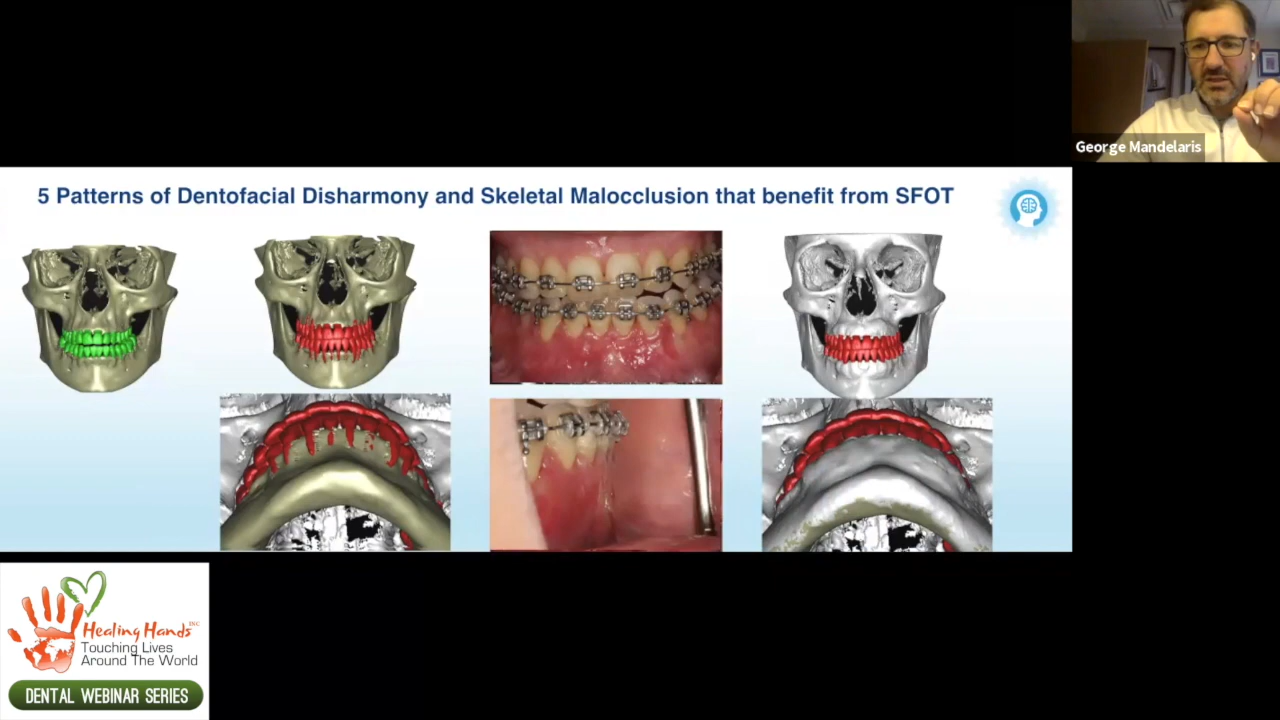 George Mandelaris
5 Patterns of Dentofacial Disharmony and Skeletal Malocclusion that benefit from SFOT
Healing Hands INC
Touching Lives
Around The World
DENTAL WEBINAR SERIES